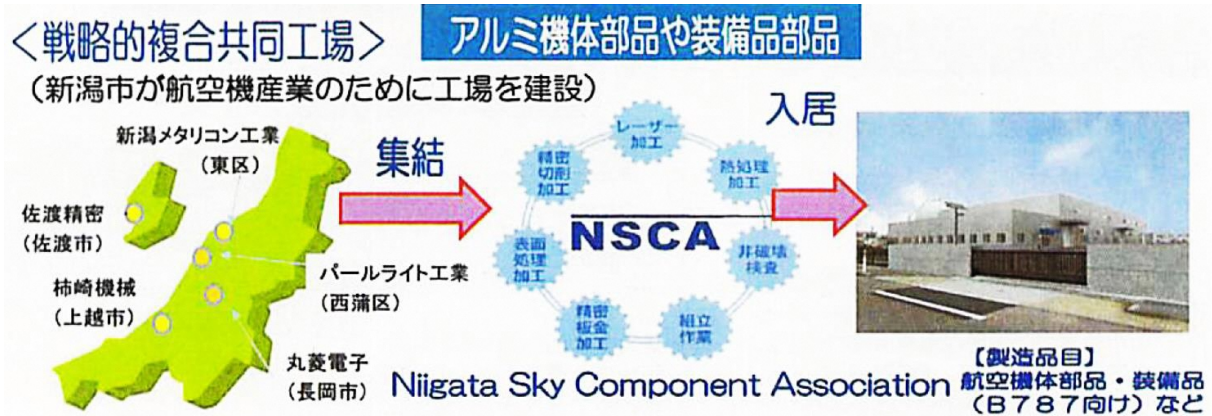 ＜戦略的複合共同工場＞
アルミ機体部品や装備品部品
（新潟市が航空機産業のために工場を建設）
新潟メタリコン工業
（東区）
佐渡精密
（佐渡市）
柿崎機械
（上越市）
パールライト工業
（西蒲区）
丸菱電子
（長岡市）
集結
レーザー
加工
精密
切削
加工
熱処理
加工
NSCA
表面
処理
加工
非破壊
検査
精密
板金
加工
組立
作業
Niigata Sky Component Association
入居
【製造品目】
航空機体部品・装備品
（B787向け）など